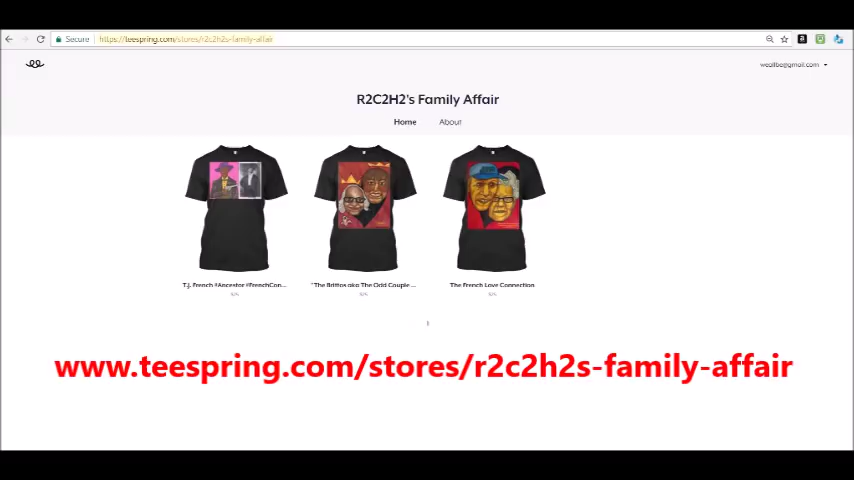 Secure https://teespring.com/stores/r2c2h2s-family-affair
R2C2H2's Family Affair
Home About
T.J. French #Ancestor #FrenchCon...
"The Brittos aka The Odd Couple ...
The French Love Connection
www.teespring.com/stores/r2c2h2s-family-affair